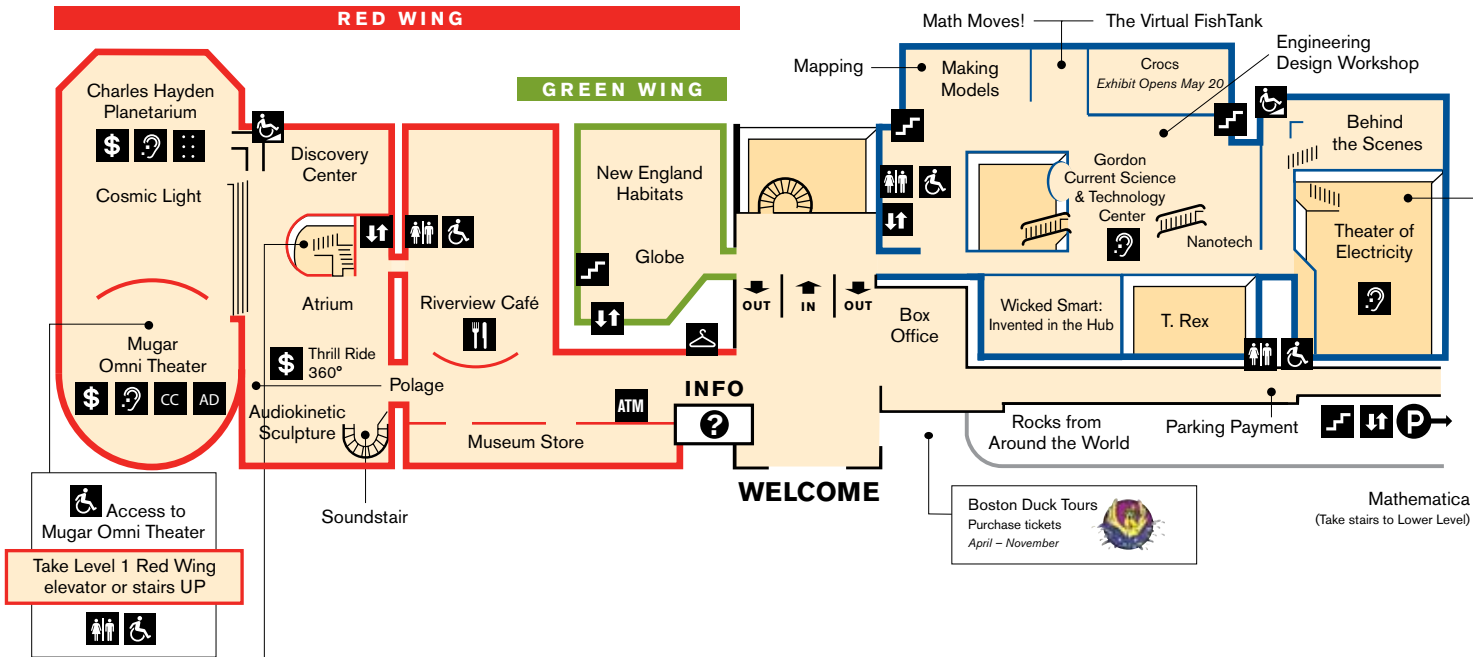 RED WING
GREEN WING
Charles Hayden
Planetarium
$
Cosmic Light
Mugar
Omni Theater
$ CC AD
Discovery
Center
Atrium
$ Thrill Ride
360°
Polage
Audiokinetic
Sculpture
Soundstair
Riverview Café
Museum Store
ATM
INFO
?
New England
Habitats
Globe
OUT IN OUT
WELCOME
Box
Office
Math Moves!
The Virtual FishTank
Mapping
Making
Models
Crocs
Exhibit Opens May 20
Engineering
Design Workshop
Gordon
Current Science
& Technology
Center
Nanotech
Behind
the Scenes
Theater of
Electricity
Wicked Smart:
Invented in the Hub
T. Rex
Rocks from
Around the World
Parking Payment
P
Mathematica
(Take stairs to Lower Level)
Boston Duck Tours
Purchase tickets
April – November
Access to
Mugar Omni Theater
Take Level 1 Red Wing
elevator or stairs UP